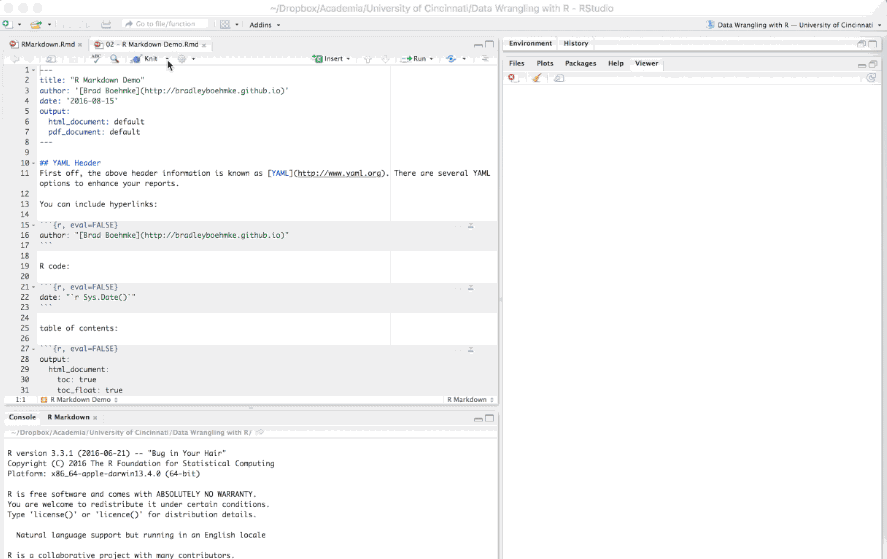 ~/Dropbox/Academia/University of Cincinnati/Data Wrangling with R - RStudio
Go to file/function
Addins
Data Wrangling with R — University of Cincinnati
RMarkdown.Rmd
02 - R Markdown Demo.Rmd
Knit
Insert
Run
1 ---
2 title: "R Markdown Demo"
3 author: '[Brad Boehmke](http://bradleyboehmke.github.io)'
4 date: '2016-08-15'
5 output:
6 html_document: default
7 pdf_document: default
8 ---
9
10 ## YAML Header
11 First off, the above header information is known as [YAML](http://www.yaml.org). There are several YAML
options to enhance your reports.
12
13 You can include hyperlinks:
14
15 ```{r, eval=FALSE}
16 author: "[Brad Boehmke](http://bradleyboehmke.github.io)"
17 ```
18
19 R code:
20
21 ```{r, eval=FALSE}
22 date: "`r Sys.Date()`"
23 ```
24
25 table of contents:
26
27 ```{r, eval=FALSE}
28 output:
29 html_document:
30 toc: true
31 toc_float: true
1:1 R Markdown Demo R Markdown
Console R Markdown
~/Dropbox/Academia/University of Cincinnati/Data Wrangling with R/
R version 3.3.1 (2016-06-21) -- "Bug in Your Hair"
Copyright (C) 2016 The R Foundation for Statistical Computing
Platform: x86_64-apple-darwin13.4.0 (64-bit)
R is free software and comes with ABSOLUTELY NO WARRANTY.
You are welcome to redistribute it under certain conditions.
Type 'license()' or 'licence()' for distribution details.
Natural language support but running in an English locale
R is a collaborative project with many contributors.
Environment History
Files Plots Packages Help Viewer